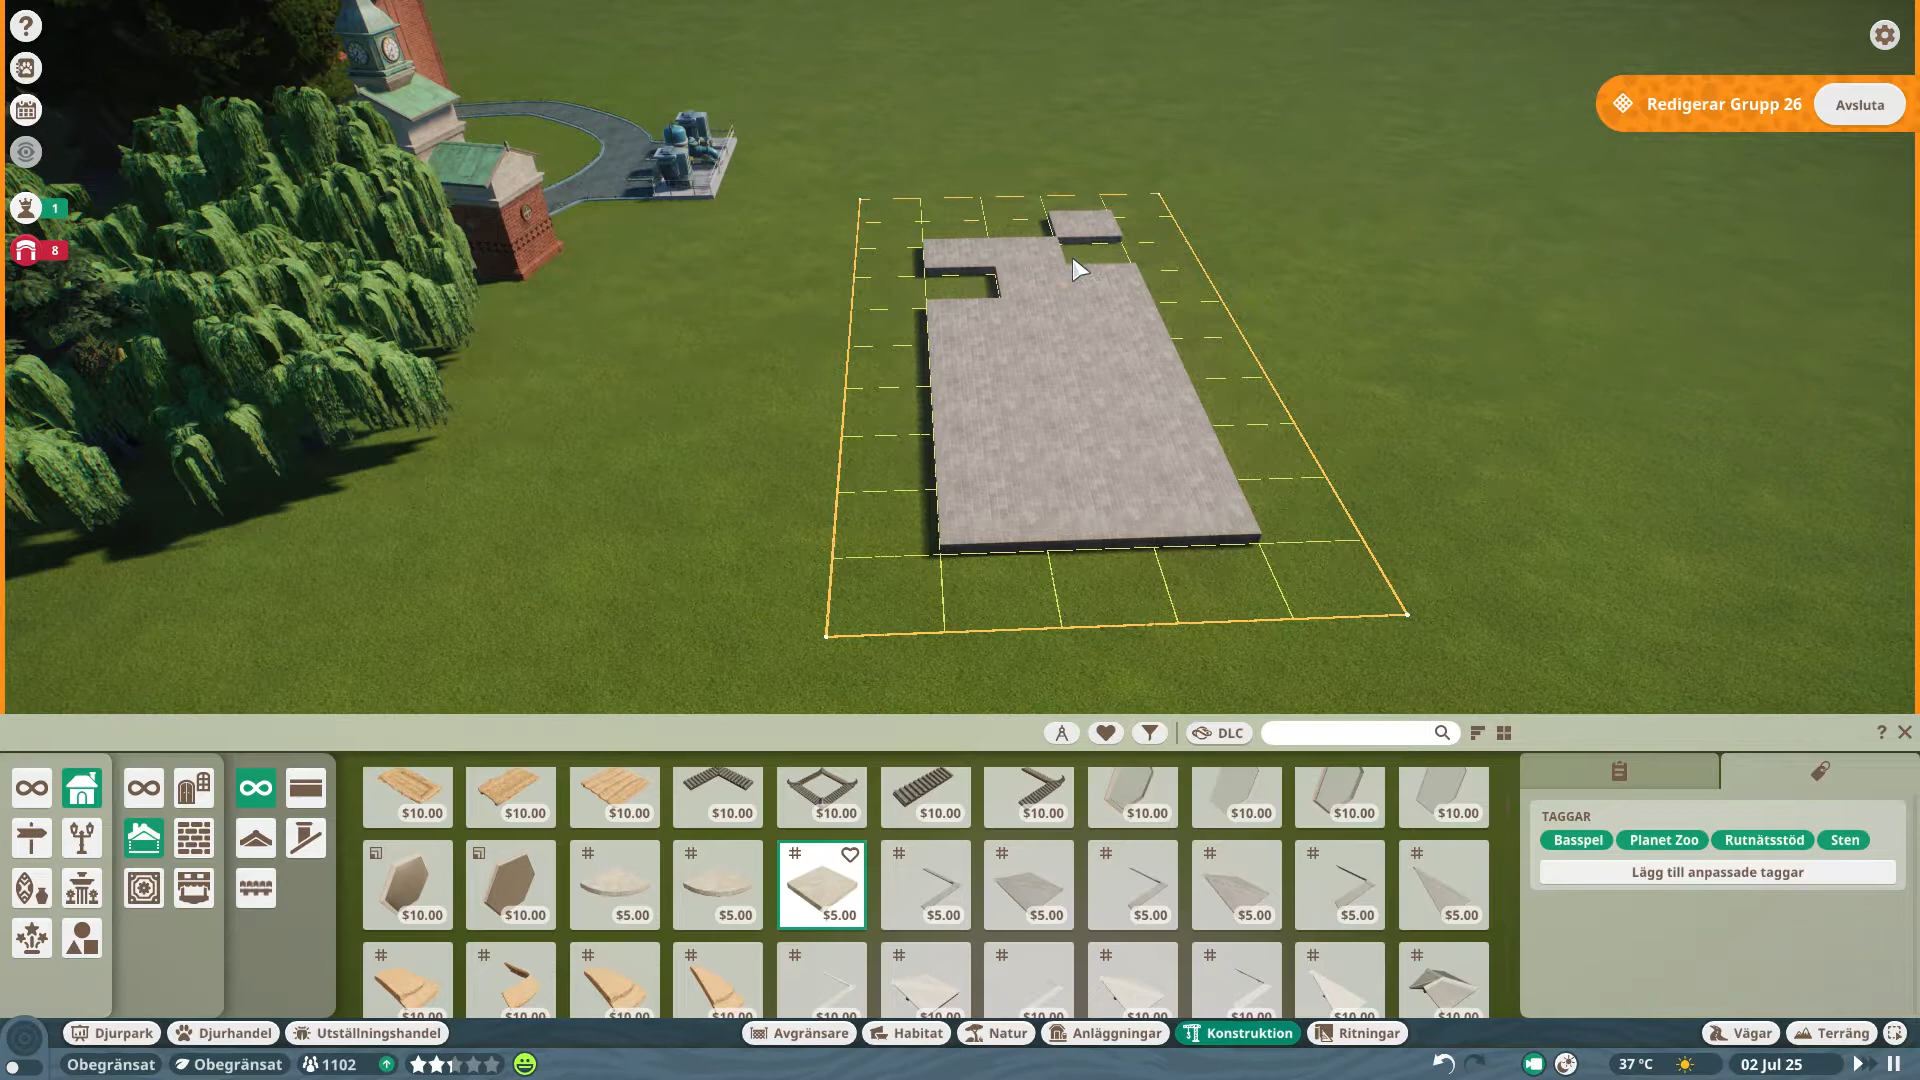 ?
1
8
Redigerar Grupp 26
Avsluta
DLC
?
$10.00
$10.00
$10.00
$10.00
$10.00
$10.00
$10.00
$10.00
$10.00
$10.00
$10.00
$10.00
$10.00
$5.00
$5.00
$5.00
$5.00
$5.00
$5.00
$5.00
$5.00
$5.00
TAGGAR
Basspel
Planet Zoo
Rutnätsstöd
Sten
Lägg till anpassade taggar
Djurpark
Djurhandel
Utställningshandel
Avgränsare
Habitat
Natur
Anläggningar
Konstruktion
Ritningar
Vägar
Terräng
Obegränsat
Obegränsat
1102
37 °C
02 Jul 25